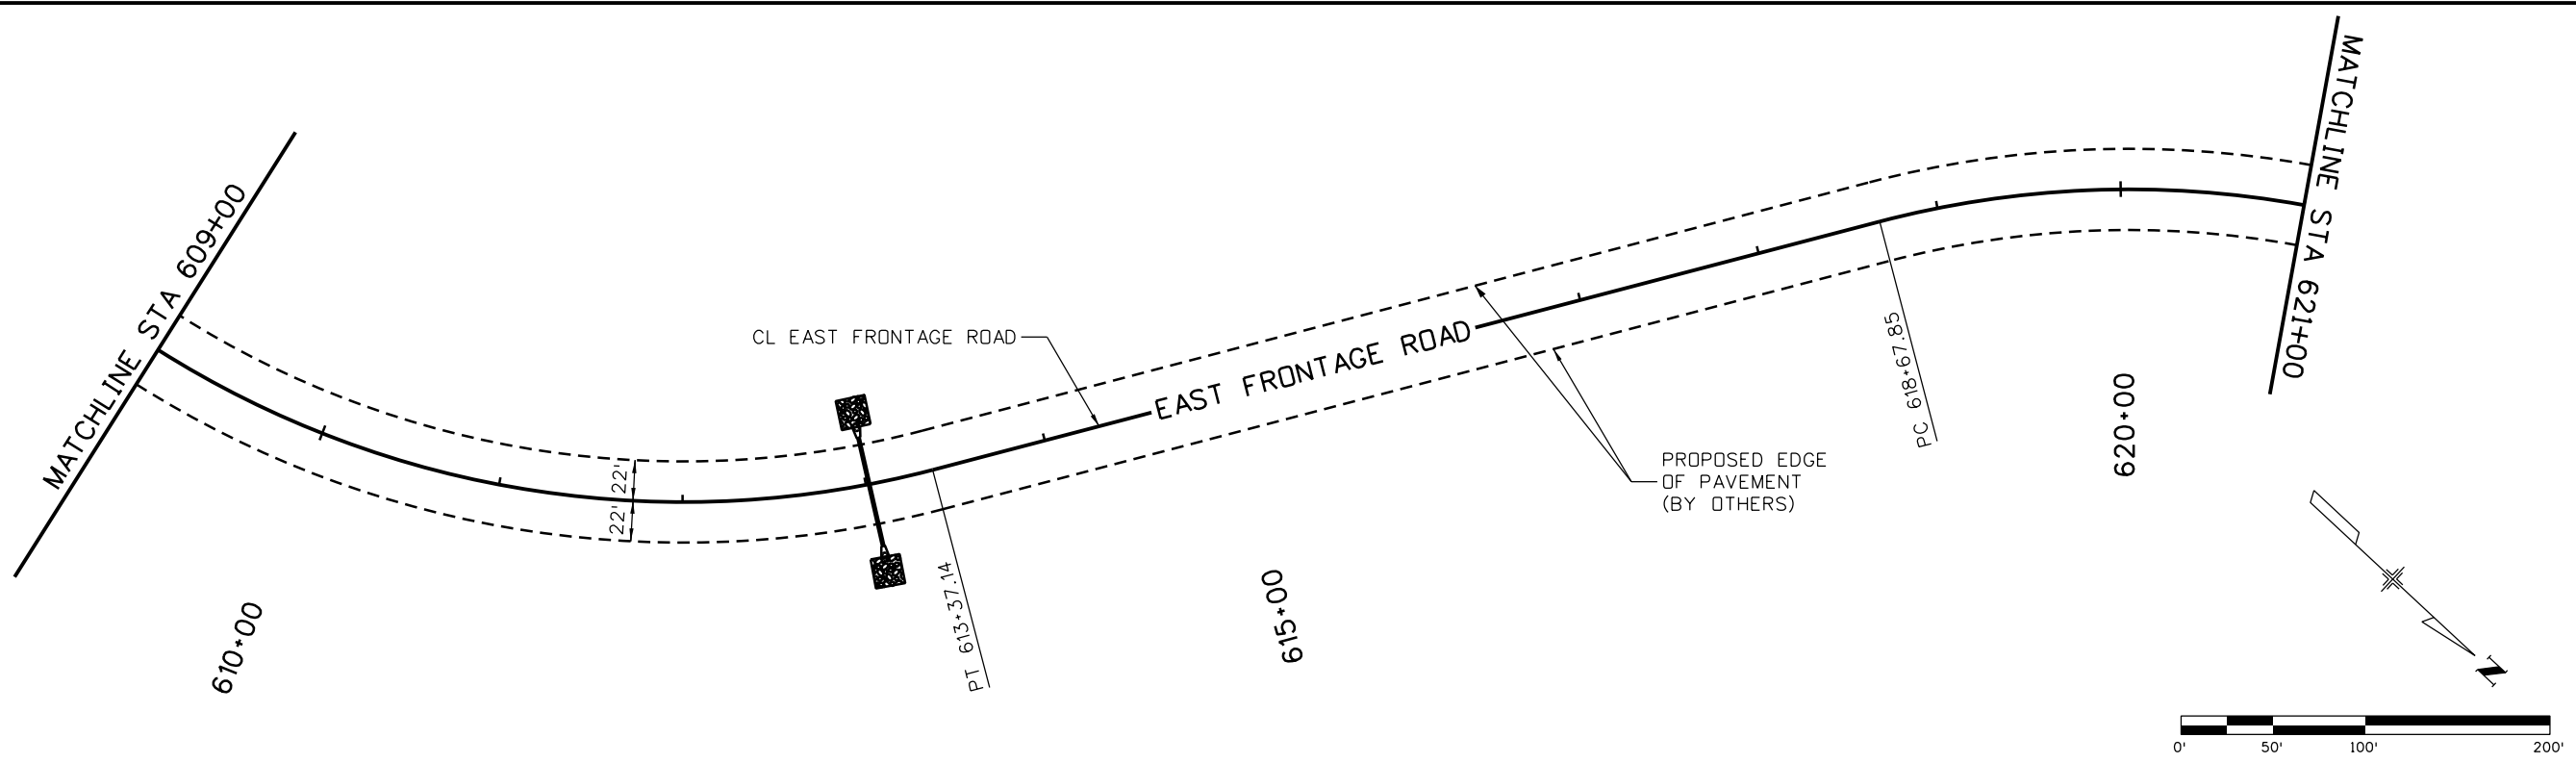 MATCHLINE STA 609+00
610+00
22'
22'
CL EAST FRONTAGE ROAD
PT 613+37.14
EAST FRONTAGE ROAD
615+00
PROPOSED EDGE
OF PAVEMENT
(BY OTHERS)
PC 618+67.85
620+00
MATCHLINE STA 621+00
N
0' 50' 100' 200'